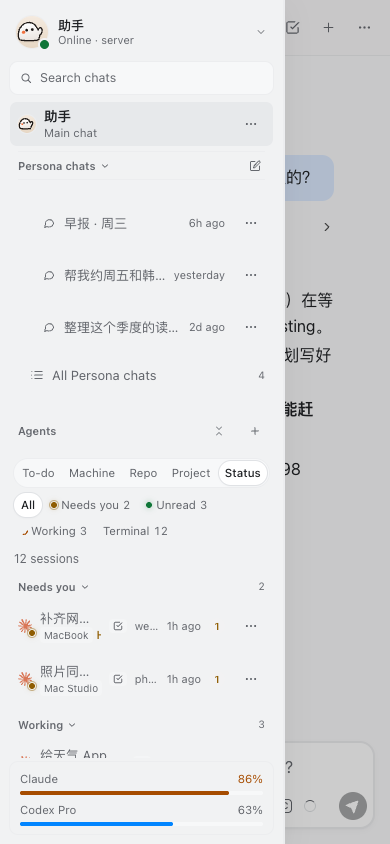 助手
Online · server
Search chats
助手
Main chat
Persona chats
早报 · 周三 6h ago
帮我约周五和韩... yesterday
整理这个季度的读... 2d ago
All Persona chats 4
Agents
To-do Machine Repo Project Status
All Needs you 2 Unread 3
Working 3 Terminal 12
12 sessions
Needs you 2
补齐网... we... 1h ago 1
MacBook
照片同... ph... 1h ago 1
Mac Studio
Working 3
给天气 App
Claude 86%
Codex Pro 63%
的?
）在等
sting。
划写好
能赶
98
?